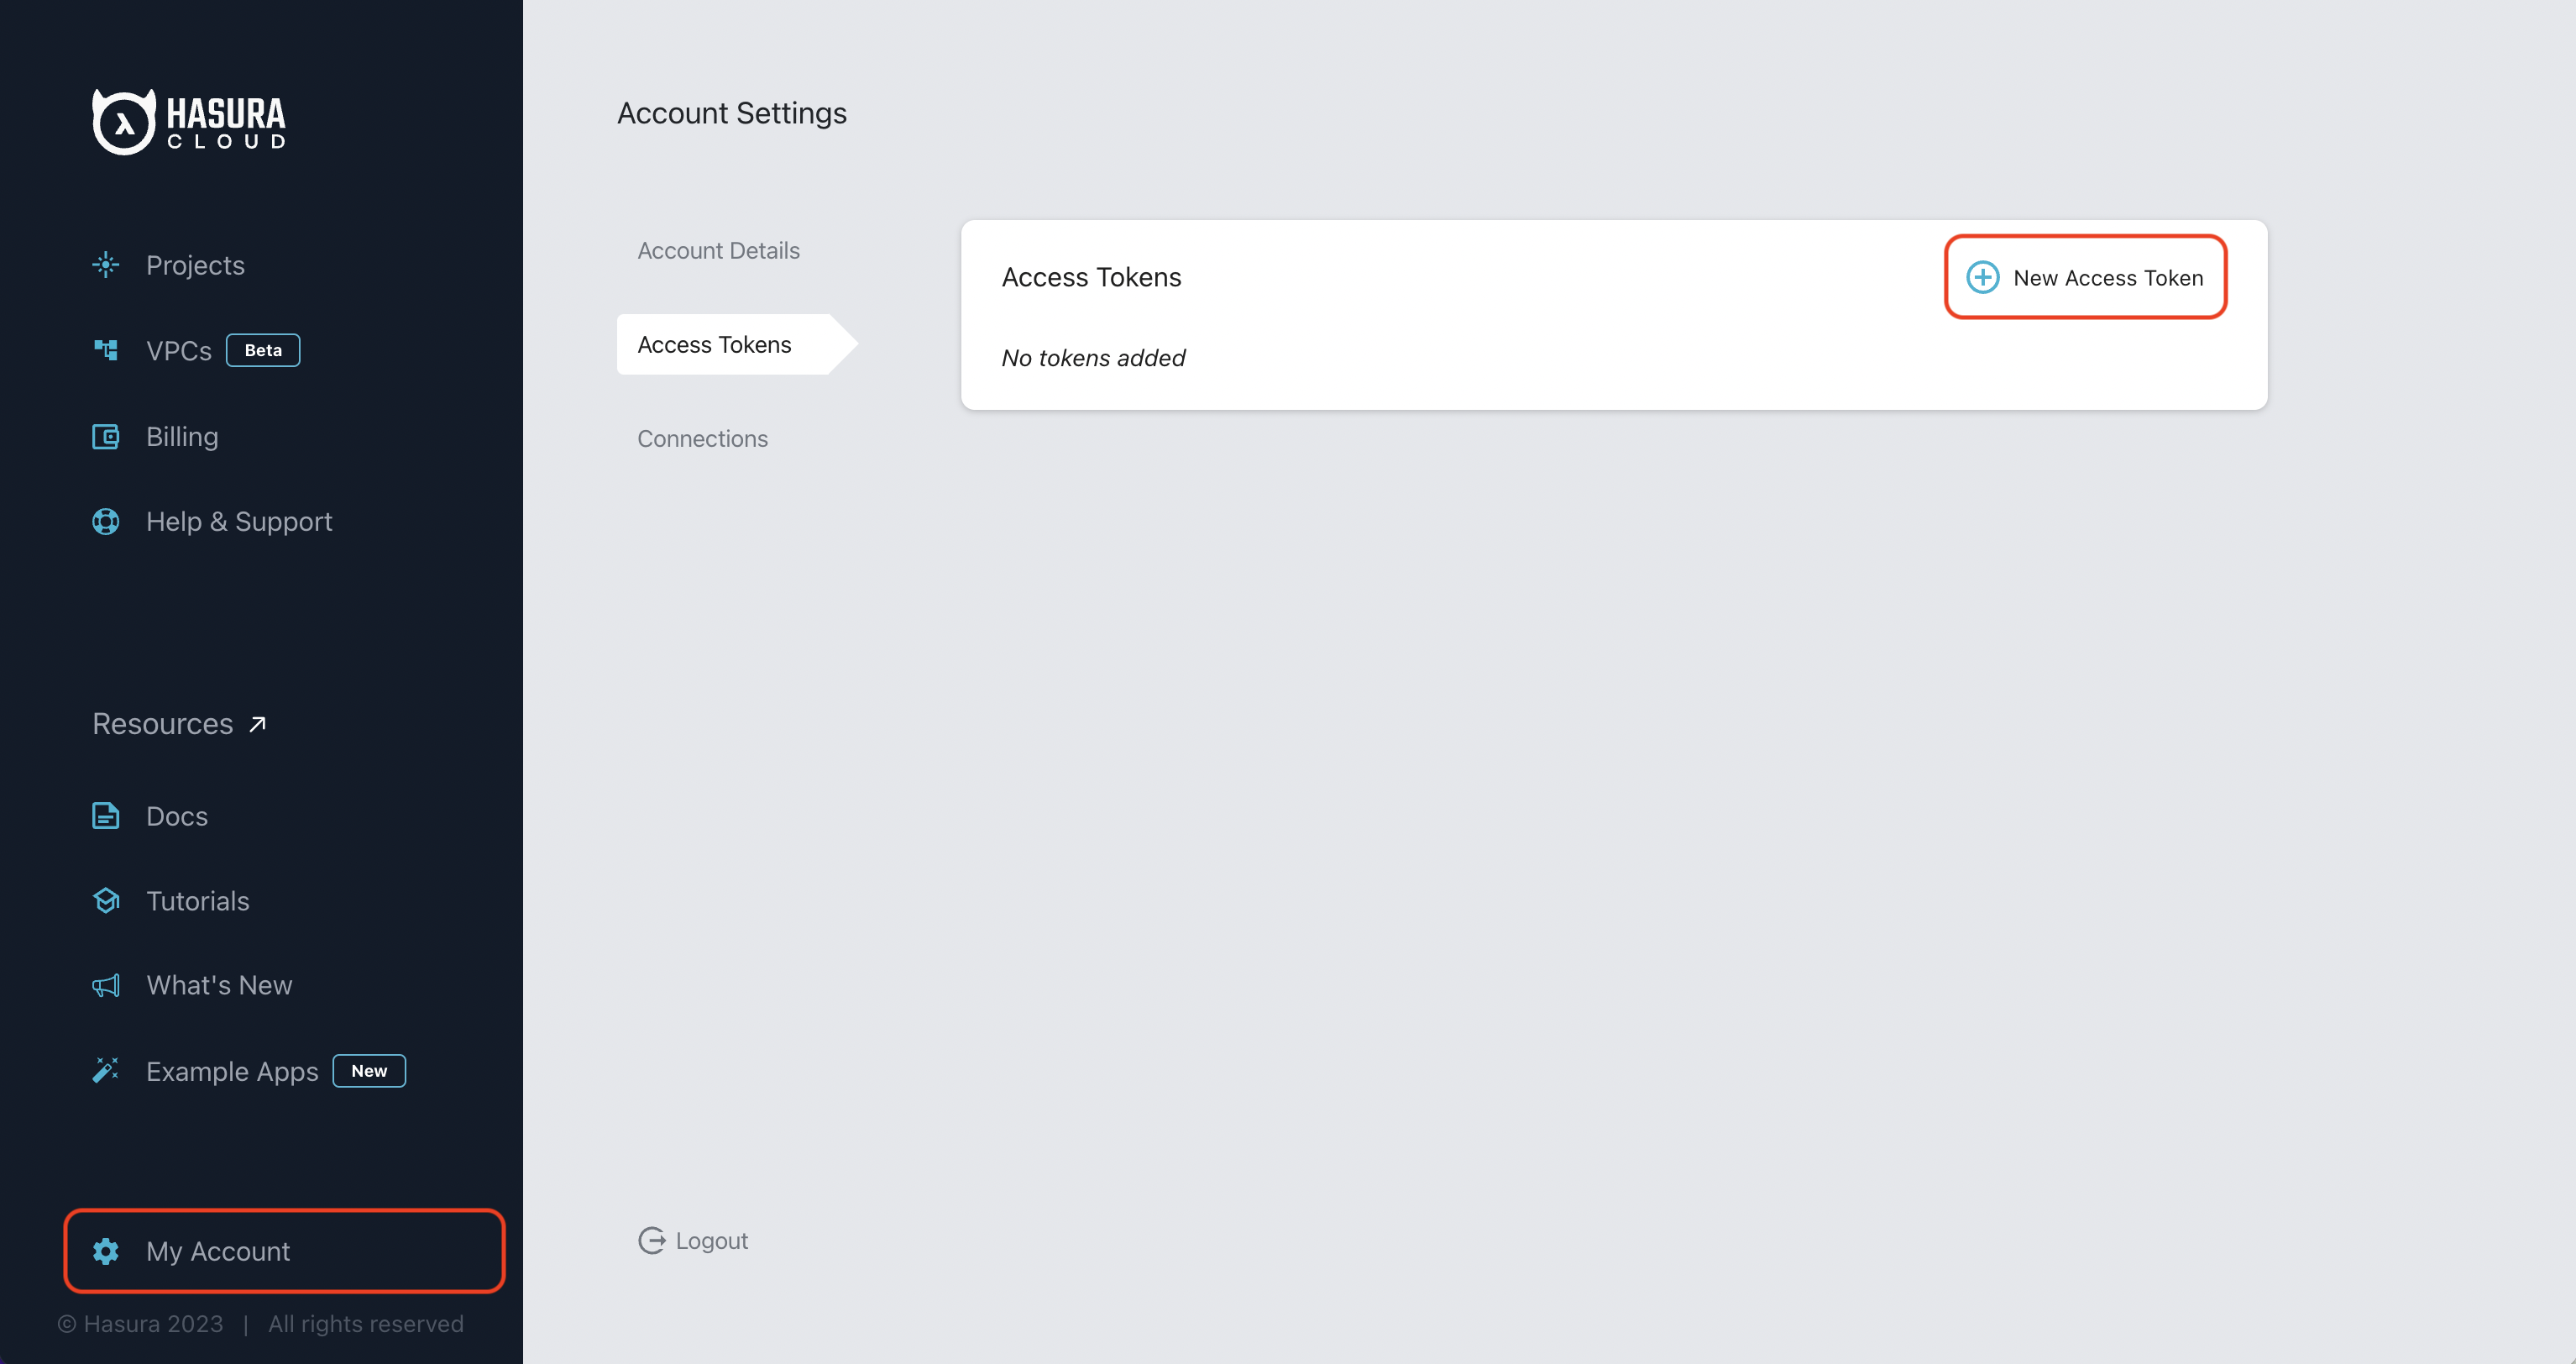 HASURA
CLOUD
Projects
VPCs Beta
Billing
Help & Support
Resources
Docs
Tutorials
What's New
Example Apps New
My Account
© Hasura 2023 | All rights reserved
Account Settings
Account Details
Access Tokens
Connections
Logout
Access Tokens
New Access Token
No tokens added